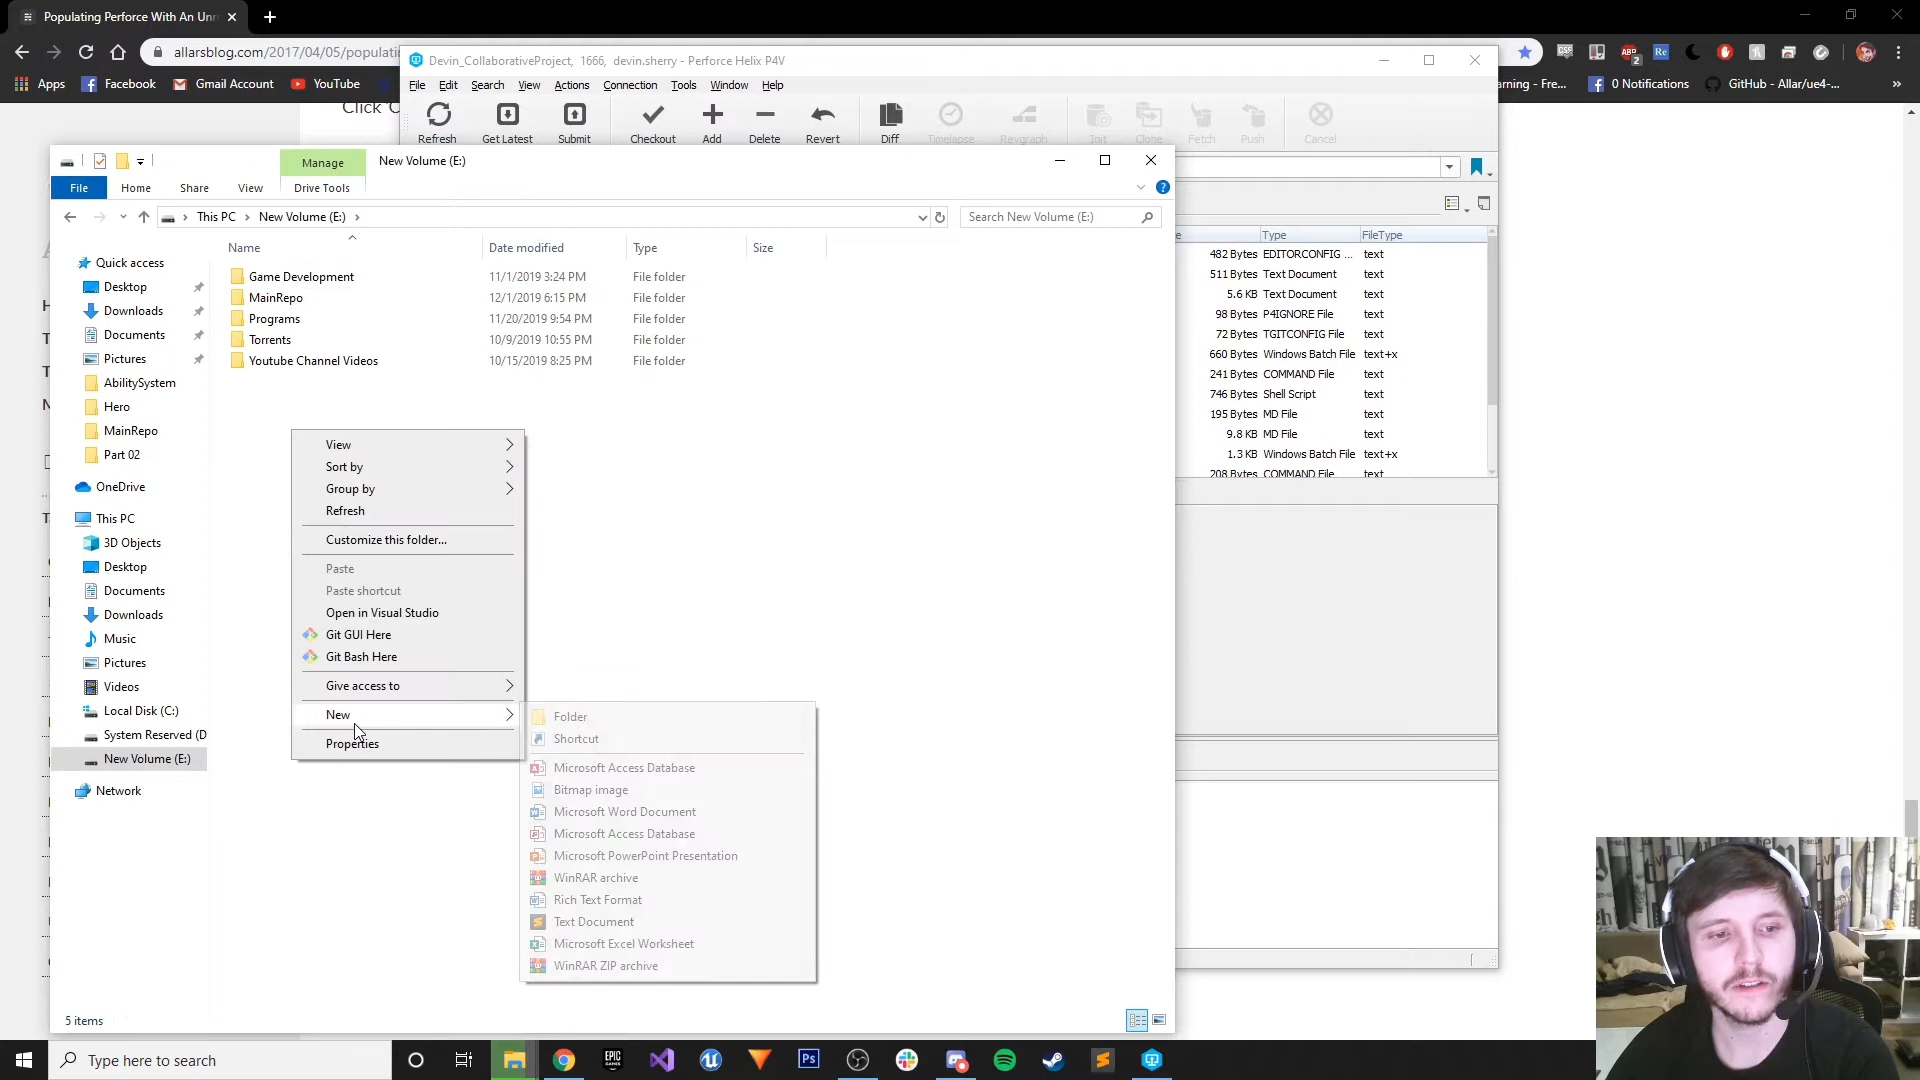 Populating Perforce With An Unr
allarsblog.com/2017/04/05/populati
Apps
Facebook
Gmail Account
YouTube
arning - Fre...
0 Notifications
GitHub - Allar/ue4-...
Click 'C
Devin_CollaborativeProject, 1666, devin.sherry - Perforce Helix P4V
File Edit Search View Actions Connection Tools Window Help
Refresh Get Latest Submit Checkout Add Delete Revert Diff Timelapse Revgraph Init Clone Fetch Push Cancel
Manage
New Volume (E:)
File Home Share View Drive Tools
This PC > New Volume (E:) >
Search New Volume (E:)
Name Date modified Type Size
Game Development 11/1/2019 3:24 PM File folder
MainRepo 12/1/2019 6:15 PM File folder
Programs 11/20/2019 9:54 PM File folder
Torrents 10/9/2019 10:55 PM File folder
Youtube Channel Videos 10/15/2019 8:25 PM File folder
Quick access
Desktop
Downloads
Documents
Pictures
AbilitySystem
Hero
MainRepo
Part 02
OneDrive
This PC
3D Objects
Desktop
Documents
Downloads
Music
Pictures
Videos
Local Disk (C:)
System Reserved (D
New Volume (E:)
Network
View
Sort by
Group by
Refresh
Customize this folder...
Paste
Paste shortcut
Open in Visual Studio
Git GUI Here
Git Bash Here
Give access to
New
Properties
Folder
Shortcut
Microsoft Access Database
Bitmap image
Microsoft Word Document
Microsoft Access Database
Microsoft PowerPoint Presentation
WinRAR archive
Rich Text Format
Text Document
Microsoft Excel Worksheet
WinRAR ZIP archive
e Type FileType
482 Bytes EDITORCONFIG ... text
511 Bytes Text Document text
5.6 KB Text Document text
98 Bytes P4IGNORE File text
72 Bytes TGITCONFIG File text
660 Bytes Windows Batch File text+x
241 Bytes COMMAND File text
746 Bytes Shell Script text
195 Bytes MD File text
9.8 KB MD File text
1.3 KB Windows Batch File text+x
208 Bytes COMMAND File text
5 items
Type here to search